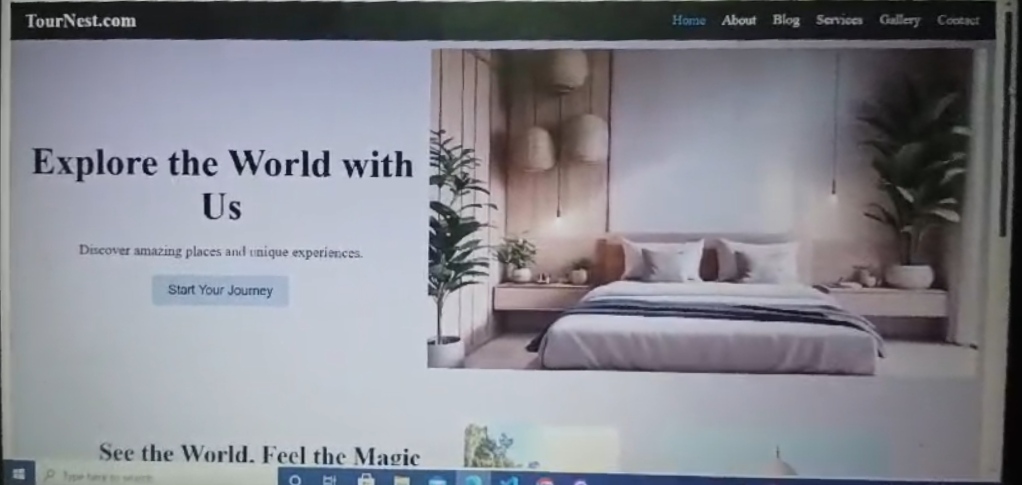 TourNest.com
Home About Blog Services Gallery Contact
Explore the World with
Us
Discover amazing places and unique experiences.
Start Your Journey
See the World. Feel the Magic
Type here to search